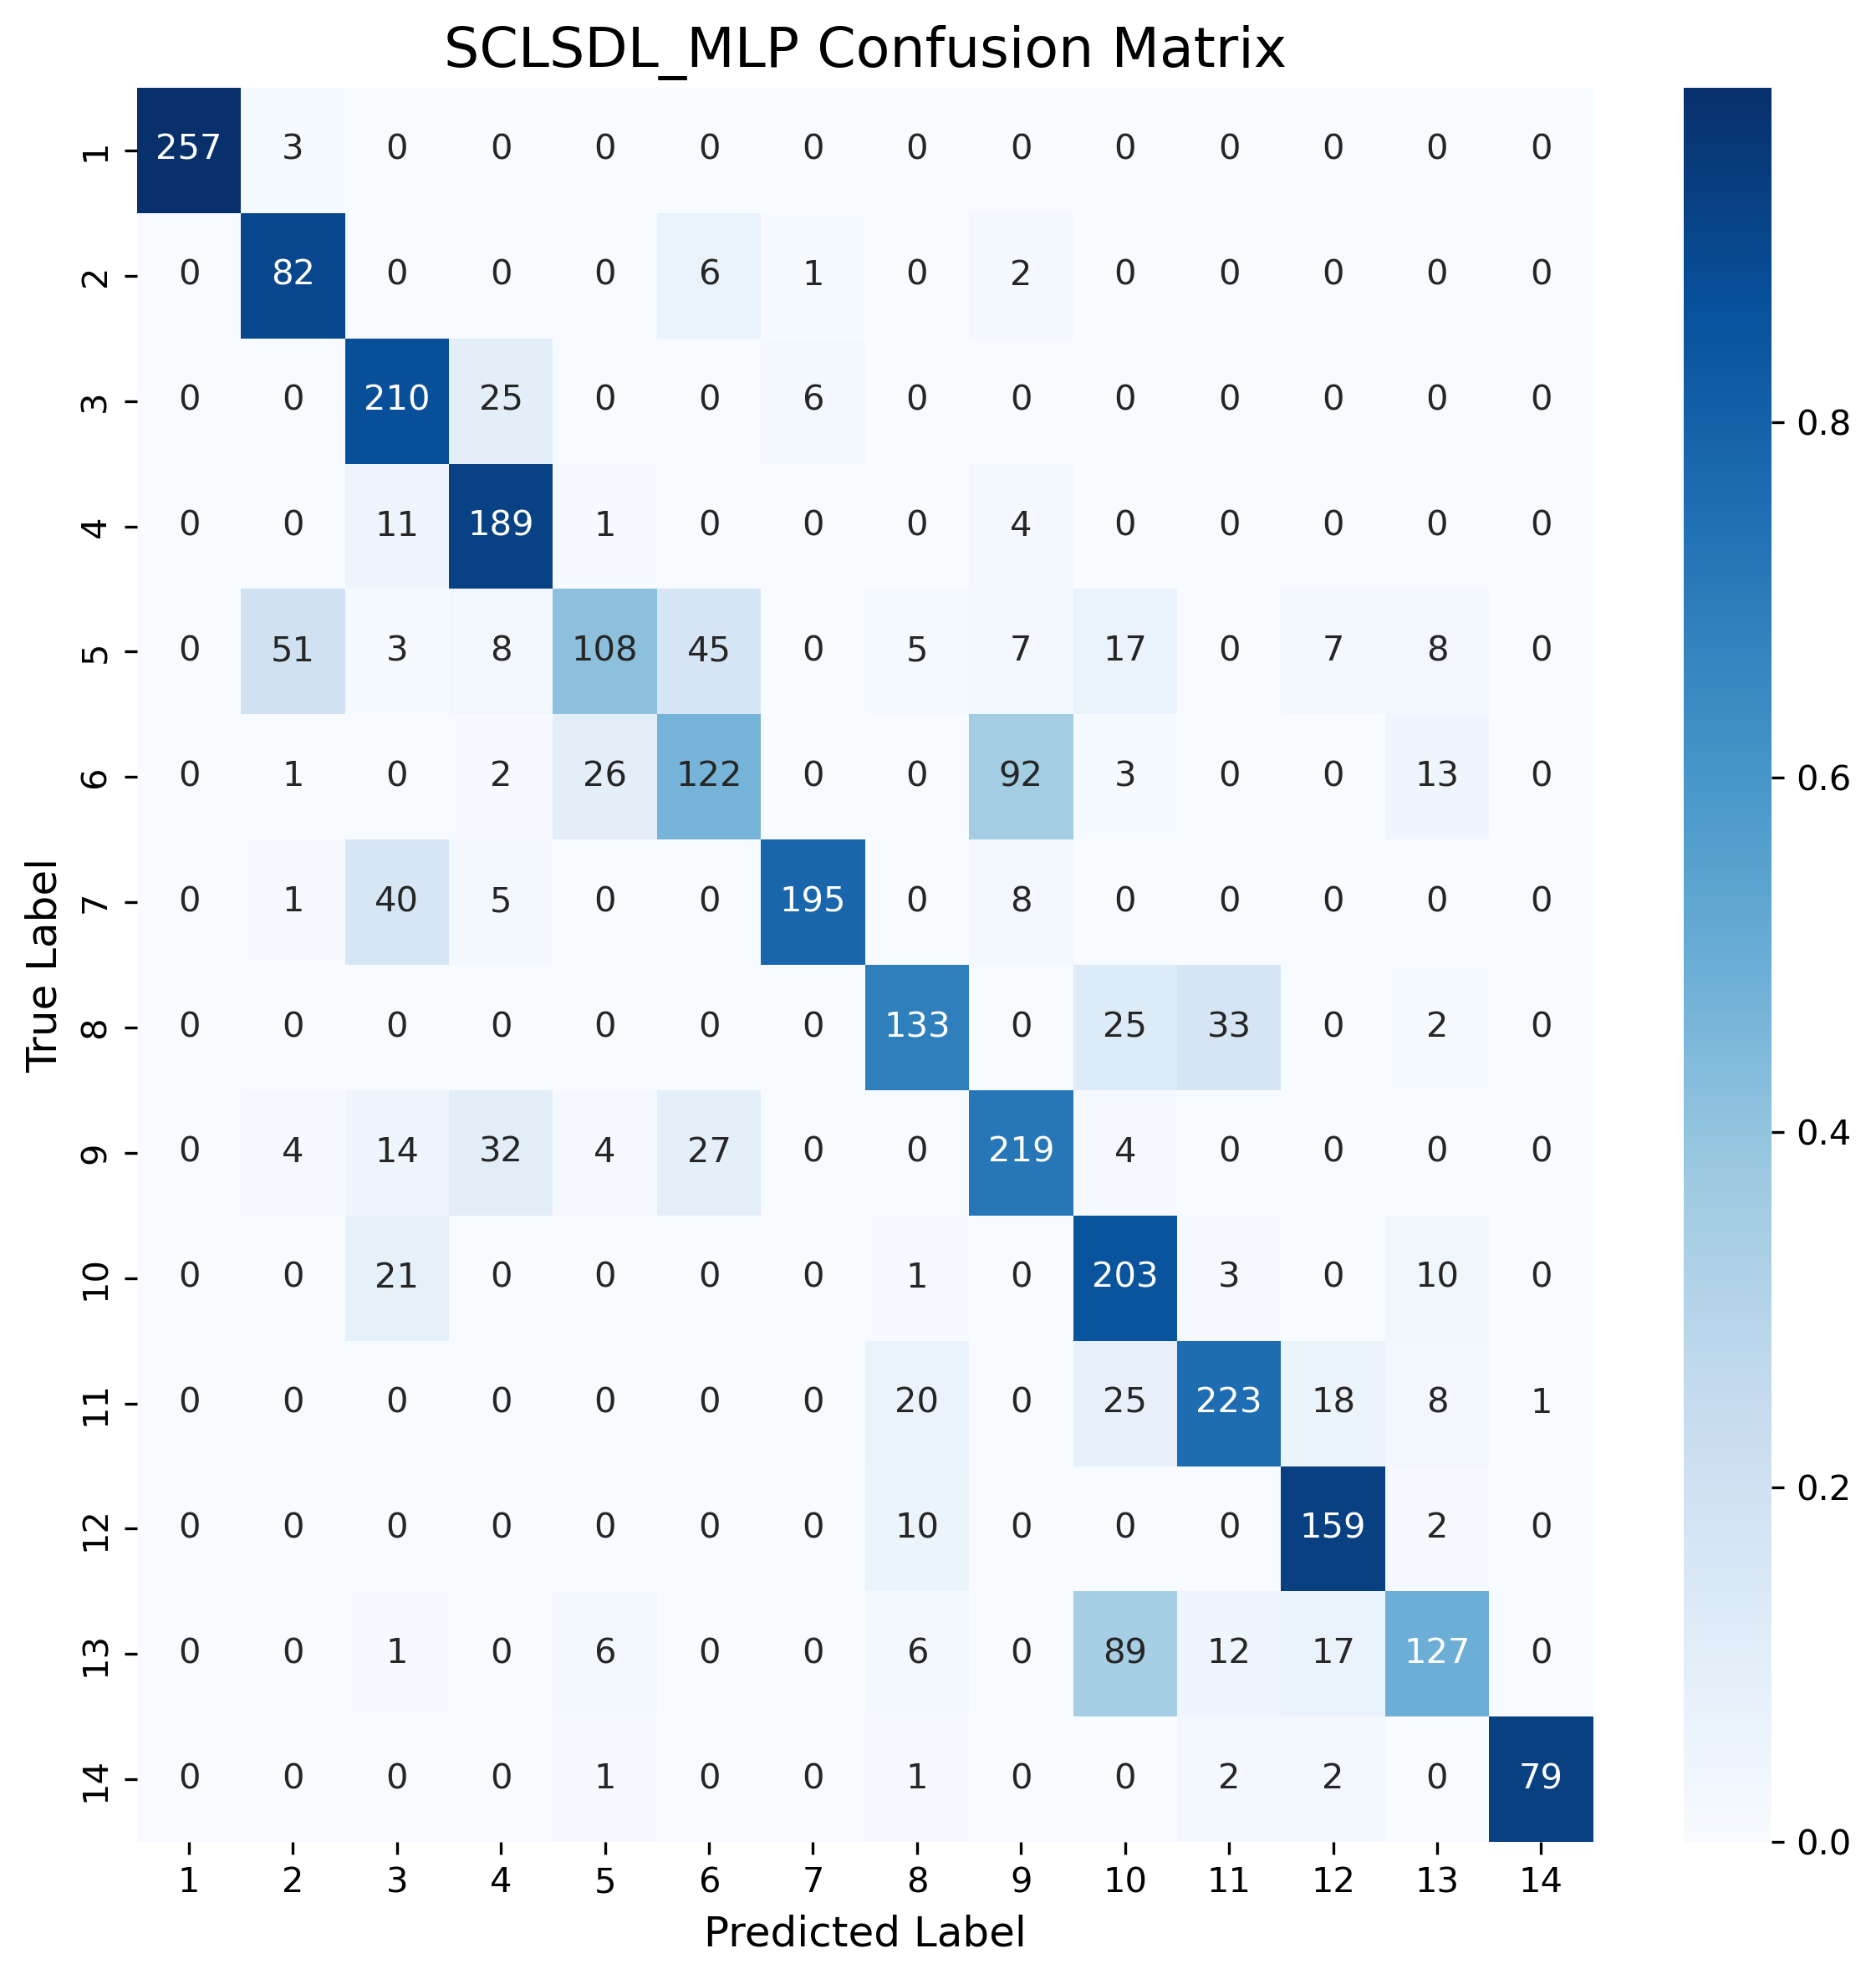 SCLSDL_MLP Confusion Matrix
1 257 3 0 0 0 0 0 0 0 0 0 0 0 0
2 0 82 0 0 0 6 1 0 2 0 0 0 0 0
3 0 0 210 25 0 0 6 0 0 0 0 0 0 0
4 0 0 11 189 1 0 0 0 4 0 0 0 0 0
5 0 51 3 8 108 45 0 5 7 17 0 7 8 0
6 0 1 0 2 26 122 0 0 92 3 0 0 13 0
7 0 1 40 5 0 0 195 0 8 0 0 0 0 0
8 0 0 0 0 0 0 0 133 0 25 33 0 2 0
9 0 4 14 32 4 27 0 0 219 4 0 0 0 0
10 0 0 21 0 0 0 0 1 0 203 3 0 10 0
11 0 0 0 0 0 0 0 20 0 25 223 18 8 1
12 0 0 0 0 0 0 0 10 0 0 0 159 2 0
13 0 0 1 0 6 0 0 6 0 89 12 17 127 0
14 0 0 0 0 1 0 0 1 0 0 2 2 0 79
1 2 3 4 5 6 7 8 9 10 11 12 13 14
Predicted Label
True Label
0.8
0.6
0.4
0.2
0.0